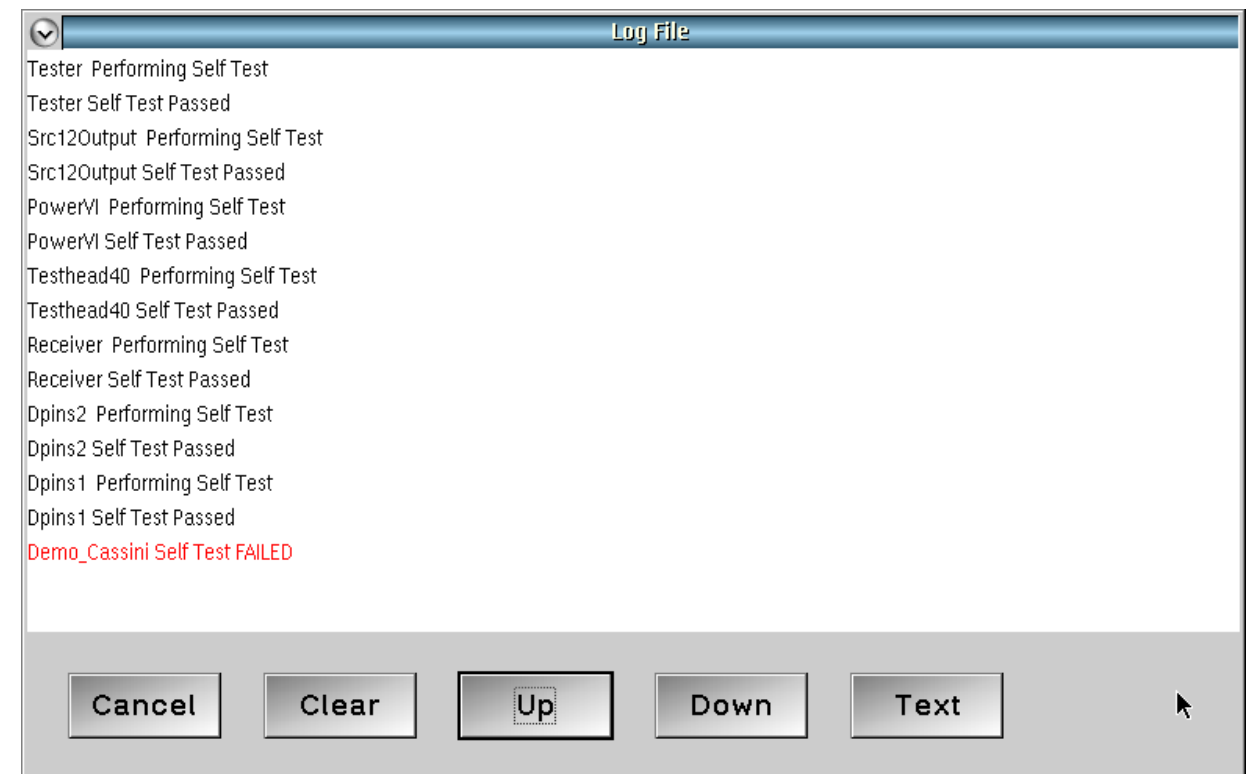 Log File
Tester Performing Self Test
Tester Self Test Passed
Src12Output Performing Self Test
Src12Output Self Test Passed
PowerVI Performing Self Test
PowerVI Self Test Passed
Testhead40 Performing Self Test
Testhead40 Self Test Passed
Receiver Performing Self Test
Receiver Self Test Passed
Dpins2 Performing Self Test
Dpins2 Self Test Passed
Dpins1 Performing Self Test
Dpins1 Self Test Passed
Demo_Cassini Self Test FAILED
Cancel Clear Up Down Text